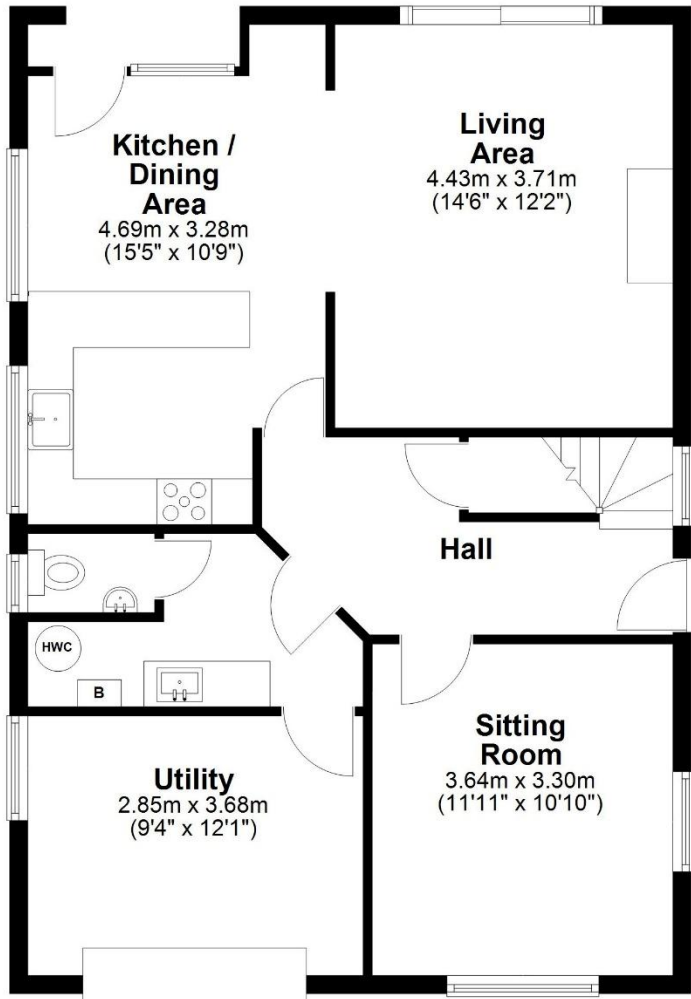 Kitchen /
Dining
Area
4.69m x 3.28m
(15'5" x 10'9")
Living
Area
4.43m x 3.71m
(14'6" x 12'2")
Hall
HWC
B
Utility
2.85m x 3.68m
(9'4" x 12'1")
Sitting
Room
3.64m x 3.30m
(11'11" x 10'10")